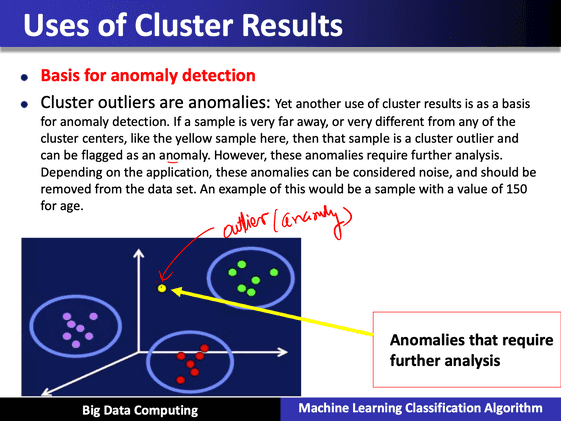 Uses of Cluster Results
Basis for anomaly detection
Cluster outliers are anomalies: Yet another use of cluster results is as a basis
for anomaly detection. If a sample is very far away, or very different from any of the
cluster centers, like the yellow sample here, then that sample is a cluster outlier and
can be flagged as an anomaly. However, these anomalies require further analysis.
Depending on the application, these anomalies can be considered noise, and should be
removed from the data set. An example of this would be a sample with a value of 150
for age.
outlier (anomly)
Anomalies that require
further analysis
Big Data Computing
Machine Learning Classification Algorithm